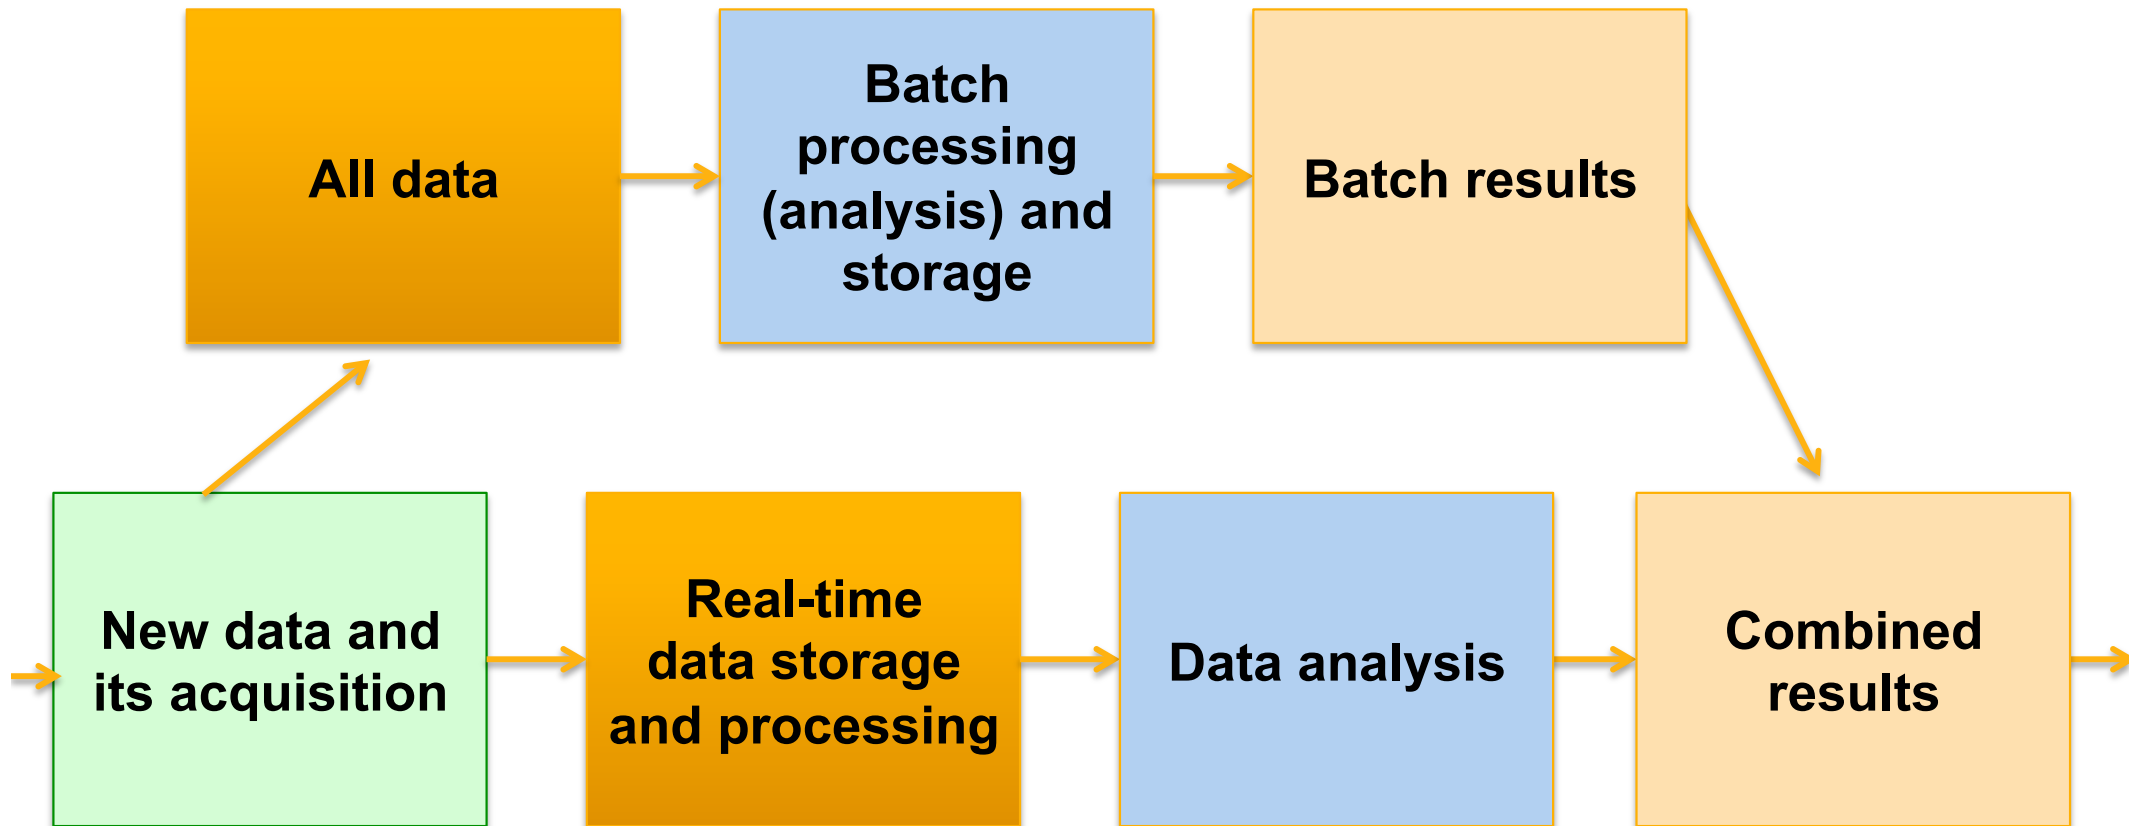 All data
Batch
processing
(analysis) and
storage
Batch results
New data and
its acquisition
Real-time
data storage
and processing
Data analysis
Combined
results